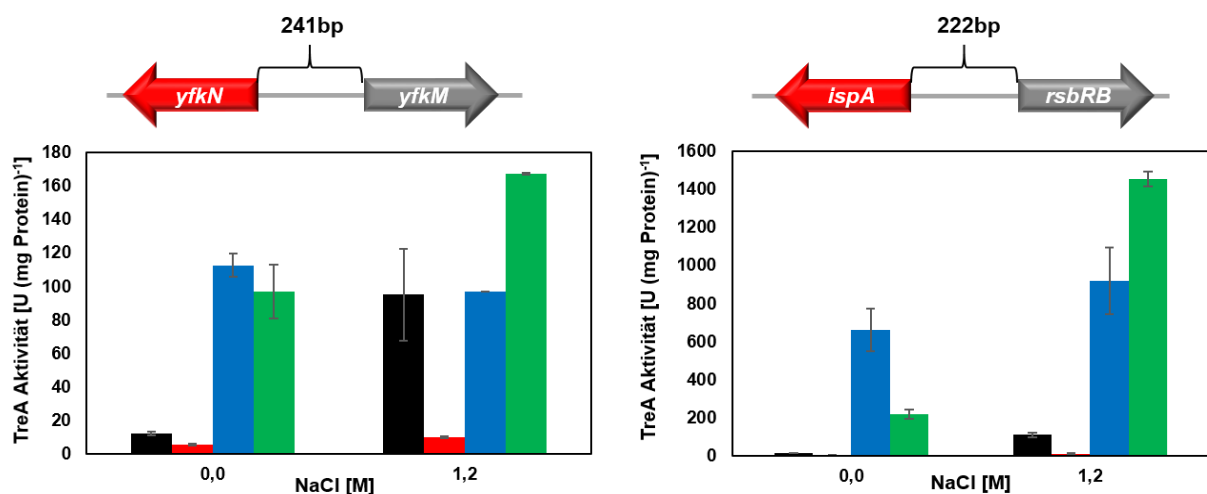 241bp
yfkN
yfkM
TreA Aktivität [U (mg Protein)⁻¹]
180
160
140
120
100
80
60
40
20
0
0,0
1,2
NaCl [M]
222bp
ispA
rsbRB
TreA Aktivität [U (mg Protein)⁻¹]
1600
1400
1200
1000
800
600
400
200
0
0,0
1,2
NaCl [M]